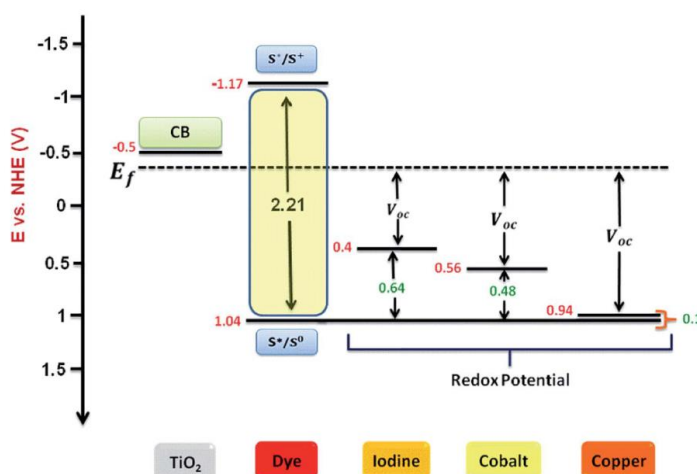 -1.5
-1
-0.5
0
0.5
1
1.5
E vs. NHE (V)
S⁻/S⁺
-1.17
CB
-0.5
E_f
2.21
V_oc
V_oc
V_oc
0.4
0.64
0.56
0.48
0.94
0.1
1.04
S*/S⁰
Redox Potential
TiO₂
Dye
Iodine
Cobalt
Copper